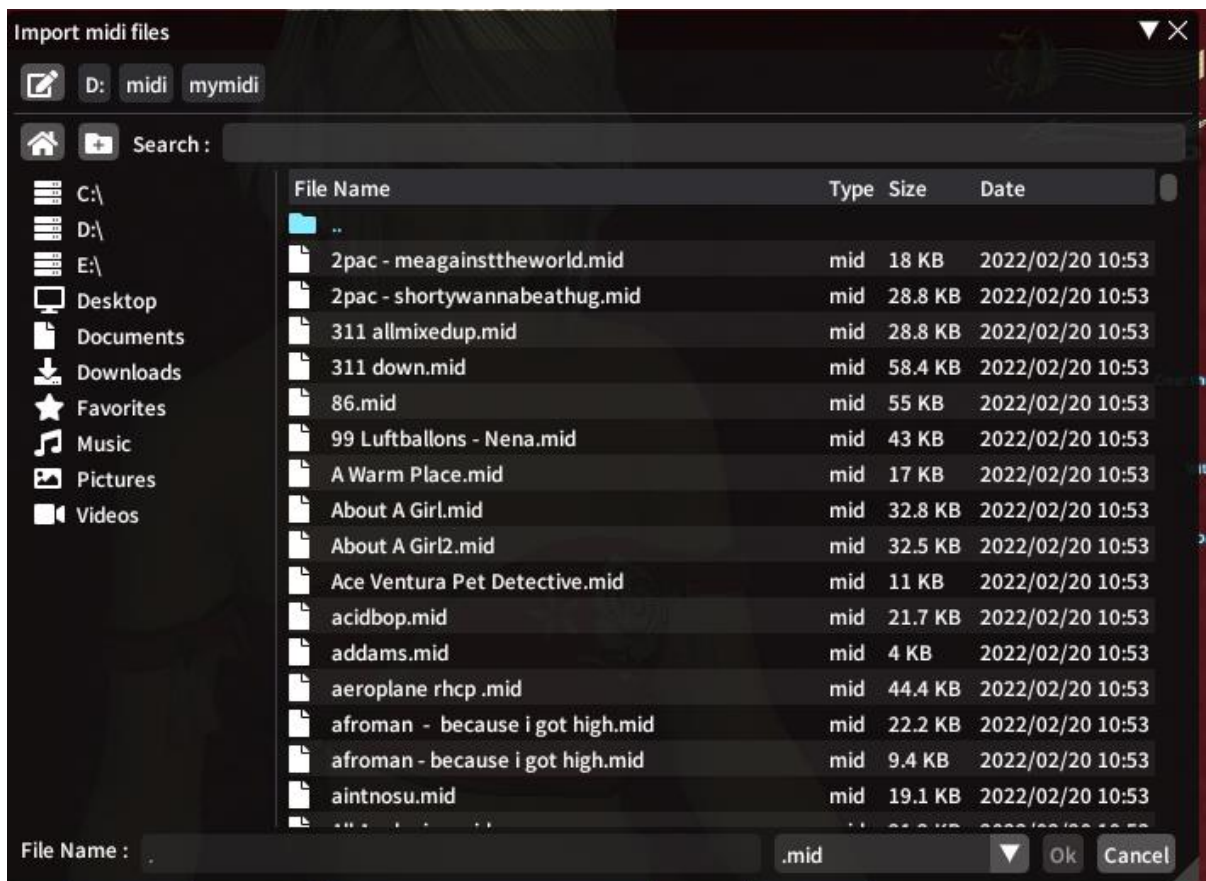 Import midi files
D: midi mymidi
Search :
C:\
D:\
E:\
Desktop
Documents
Downloads
Favorites
Music
Pictures
Videos
File Name Type Size Date
..
2pac - meagainsttheworld.mid mid 18 KB 2022/02/20 10:53
2pac - shortywannabeathug.mid mid 28.8 KB 2022/02/20 10:53
311 allmixedup.mid mid 28.8 KB 2022/02/20 10:53
311 down.mid mid 58.4 KB 2022/02/20 10:53
86.mid mid 55 KB 2022/02/20 10:53
99 Luftballons - Nena.mid mid 43 KB 2022/02/20 10:53
A Warm Place.mid mid 17 KB 2022/02/20 10:53
About A Girl.mid mid 32.8 KB 2022/02/20 10:53
About A Girl2.mid mid 32.5 KB 2022/02/20 10:53
Ace Ventura Pet Detective.mid mid 11 KB 2022/02/20 10:53
acidbop.mid mid 21.7 KB 2022/02/20 10:53
addams.mid mid 4 KB 2022/02/20 10:53
aeroplane rhcp .mid mid 44.4 KB 2022/02/20 10:53
afroman  -  because i got high.mid mid 22.2 KB 2022/02/20 10:53
afroman - because i got high.mid mid 9.4 KB 2022/02/20 10:53
aintnosu.mid mid 19.1 KB 2022/02/20 10:53
File Name : . .mid Ok Cancel